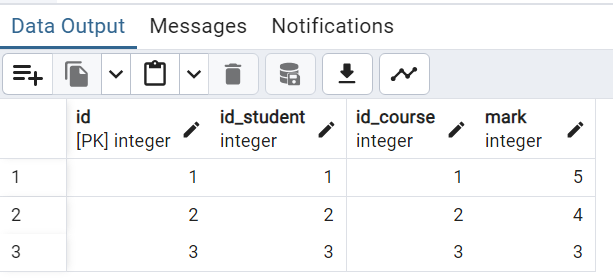 Data Output Messages Notifications
id id_student id_course mark
[PK] integer integer integer integer
1 1 1 1 5
2 2 2 2 4
3 3 3 3 3